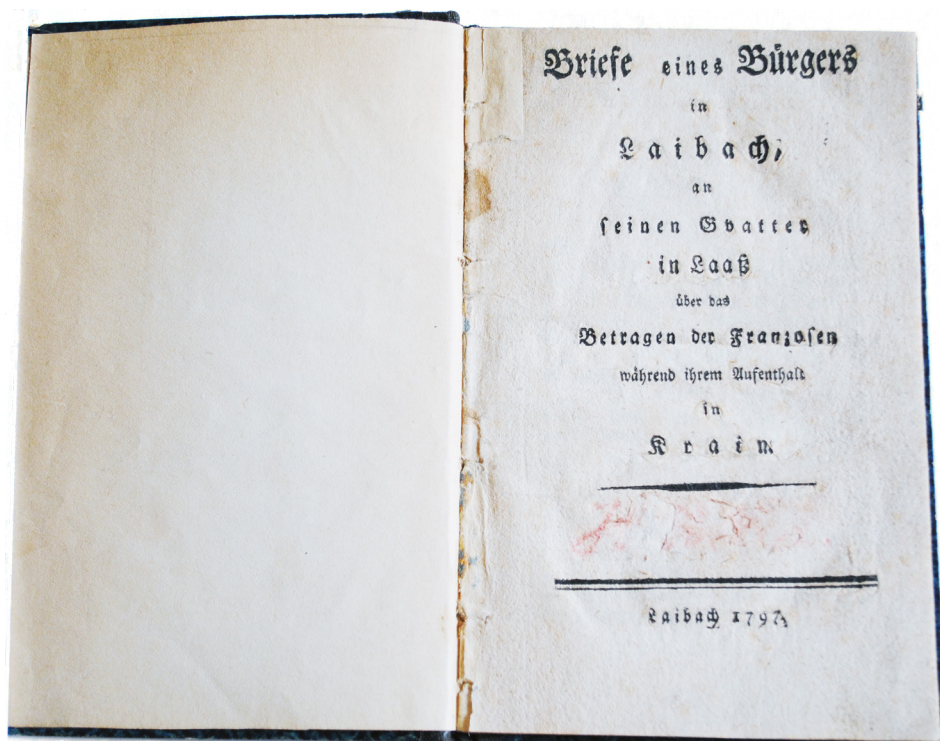 Briefe eines Bürgers
in
Laibach,
an
seinen Gvatter
in Laaß
über das
Betragen der Franzosen
während ihrem Aufenthalt
in
Krain
Laibach 1797.